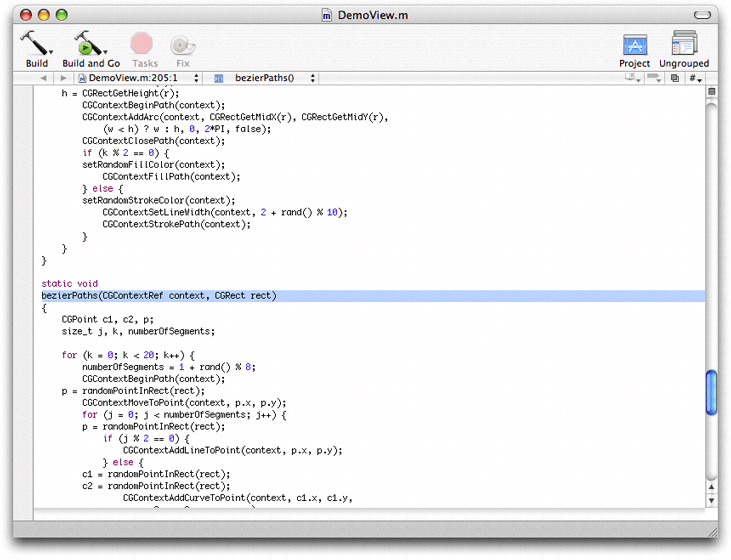 DemoView.m
Build
Build and Go
Tasks
Fix
Project
Ungrouped
DemoView.m:205:1
bezierPaths()
#
h = CGRectGetHeight(r);
CGContextBeginPath(context);
CGContextAddArc(context, CGRectGetMidX(r), CGRectGetMidY(r),
(w < h) ? w : h, 0, 2*PI, false);
CGContextClosePath(context);
if (k % 2 == 0) {
setRandomFillColor(context);
CGContextFillPath(context);
} else {
setRandomStrokeColor(context);
CGContextSetLineWidth(context, 2 + rand() % 10);
CGContextStrokePath(context);
}
}
}
static void
bezierPaths(CGContextRef context, CGRect rect)
{
CGPoint c1, c2, p;
size_t j, k, numberOfSegments;
for (k = 0; k < 20; k++) {
numberOfSegments = 1 + rand() % 8;
CGContextBeginPath(context);
p = randomPointInRect(rect);
CGContextMoveToPoint(context, p.x, p.y);
for (j = 0; j < numberOfSegments; j++) {
p = randomPointInRect(rect);
if (j % 2 == 0) {
CGContextAddLineToPoint(context, p.x, p.y);
} else {
c1 = randomPointInRect(rect);
c2 = randomPointInRect(rect);
CGContextAddCurveToPoint(context, c1.x, c1.y,